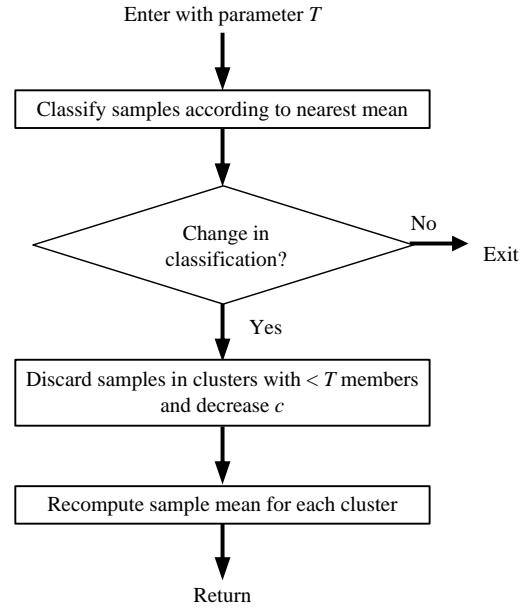 Enter with parameter T
Classify samples according to nearest mean
Change in
classification?
No
Exit
Yes
Discard samples in clusters with < T members
and decrease c
Recompute sample mean for each cluster
Return